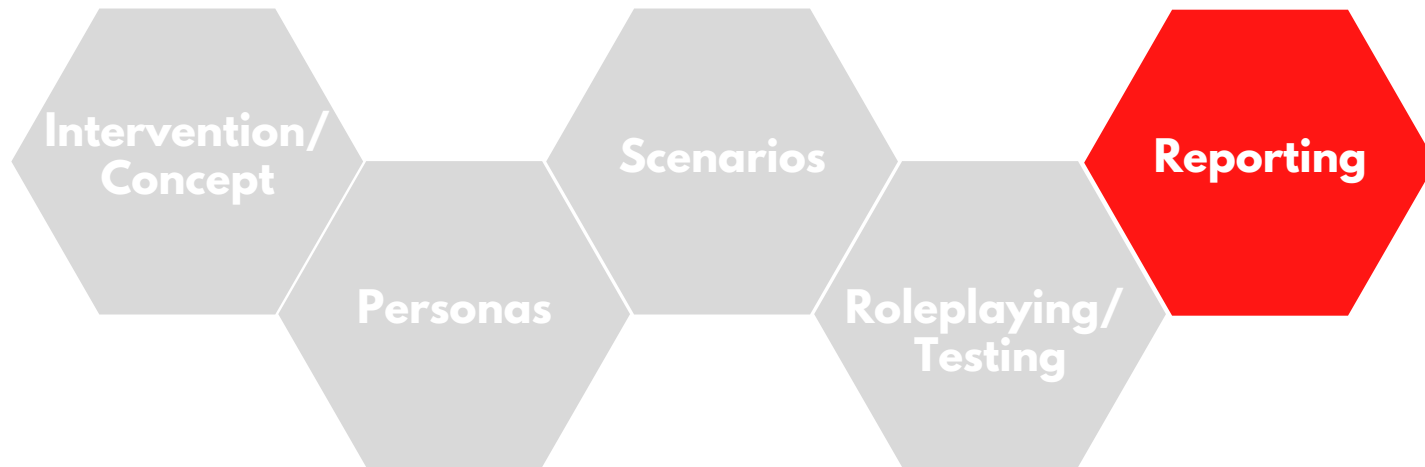 Intervention/
Concept
Personas
Scenarios
Roleplaying/
Testing
Reporting